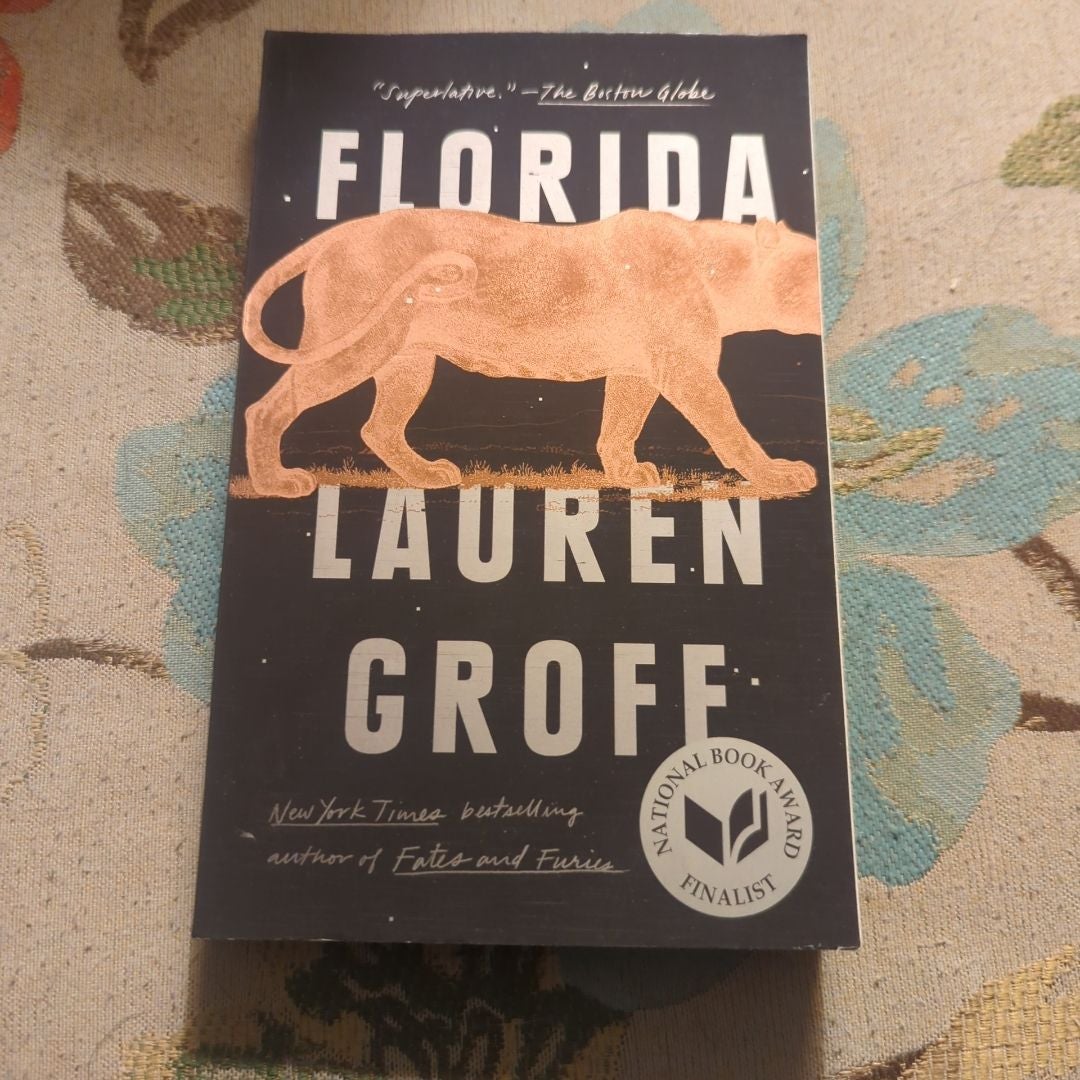 "Superlative." —The Boston Globe
FLORIDA
LAUREN
GROFF
New York Times bestselling
author of Fates and Furies
NATIONAL BOOK AWARD
FINALIST